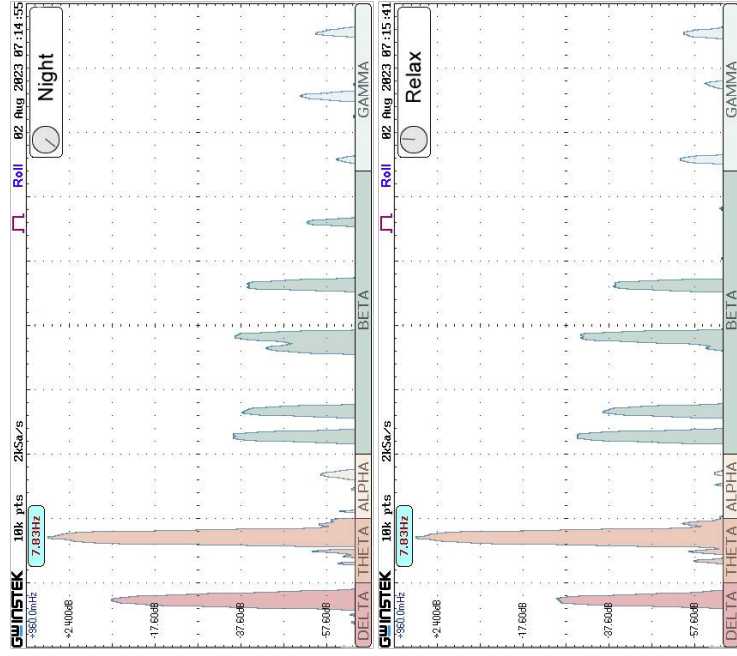 GWINSTEK 10k pts 2kSa/s Roll 02 Aug 2023 07:14:55
+960.0mHz
7.83Hz
Night
+2.400dB
-17.60dB
-37.60dB
-57.60dB
DELTA THETA ALPHA BETA GAMMA
GWINSTEK 10k pts 2kSa/s Roll 02 Aug 2023 07:15:41
+960.0mHz
7.83Hz
Relax
+2.400dB
-17.60dB
-37.60dB
-57.60dB
DELTA THETA ALPHA BETA GAMMA